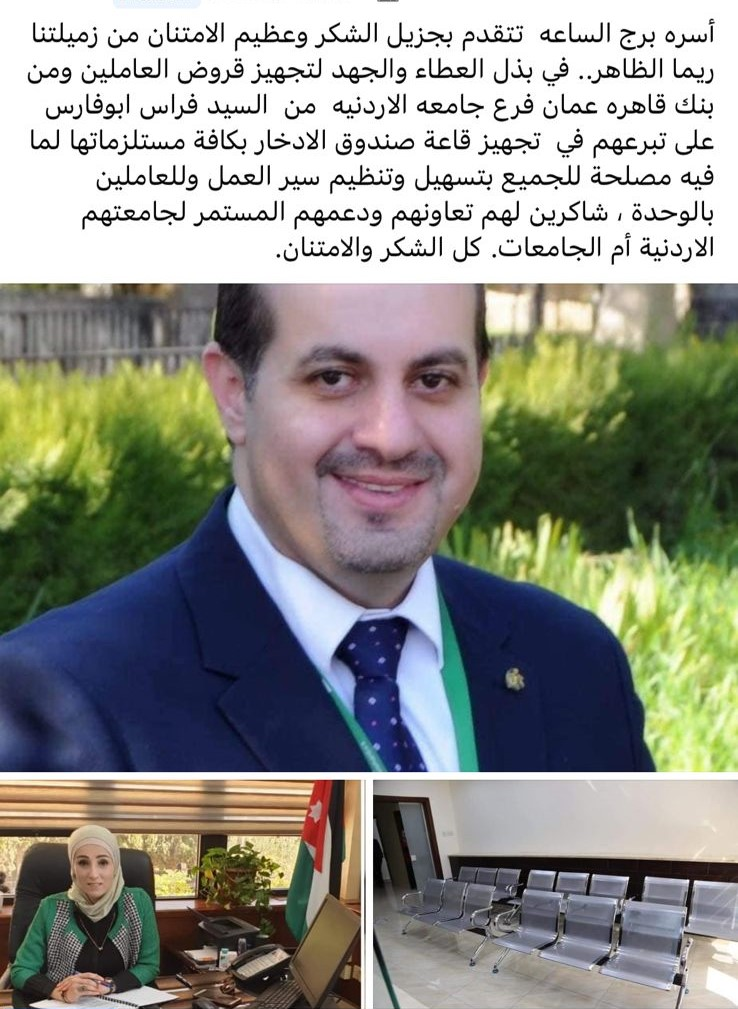 أسره برج الساعه  تتقدم بجزيل الشكر وعظيم الامتنان من زميلتنا
ريما الظاهر.. في بذل العطاء والجهد لتجهيز قروض العاملين ومن
بنك قاهره عمان فرع جامعه الاردنيه  من  السيد فراس ابوفارس
على تبرعهم في  تجهيز قاعة صندوق الادخار بكافة مستلزماتها لما
فيه مصلحة للجميع بتسهيل وتنظيم سير العمل وللعاملين
بالوحدة ، شاكرين لهم تعاونهم ودعمهم المستمر لجامعتهم
الاردنية أم الجامعات. كل الشكر والامتنان.